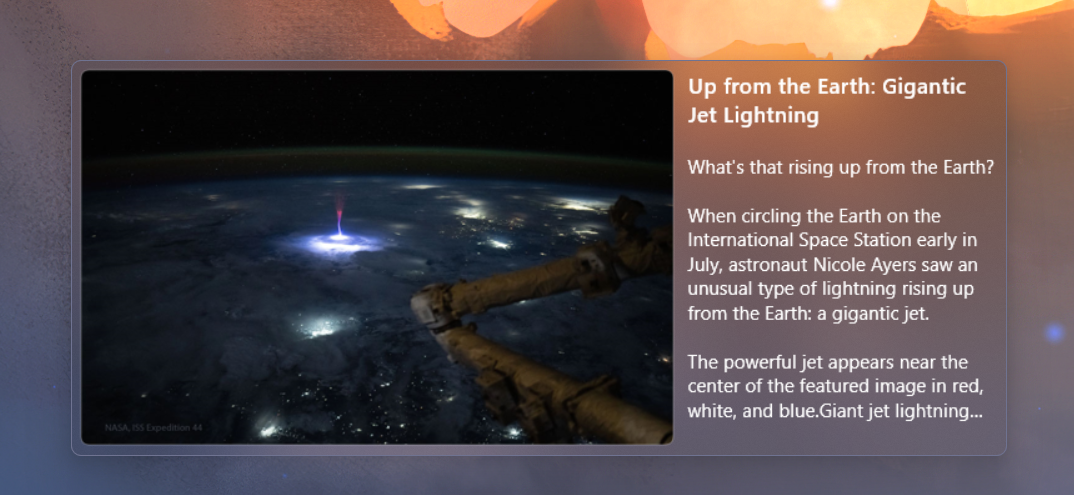 Up from the Earth: Gigantic
Jet Lightning
What's that rising up from the Earth?
When circling the Earth on the
International Space Station early in
July, astronaut Nicole Ayers saw an
unusual type of lightning rising up
from the Earth: a gigantic jet.
The powerful jet appears near the
center of the featured image in red,
white, and blue.Giant jet lightning...
NASA, ISS Expedition 44